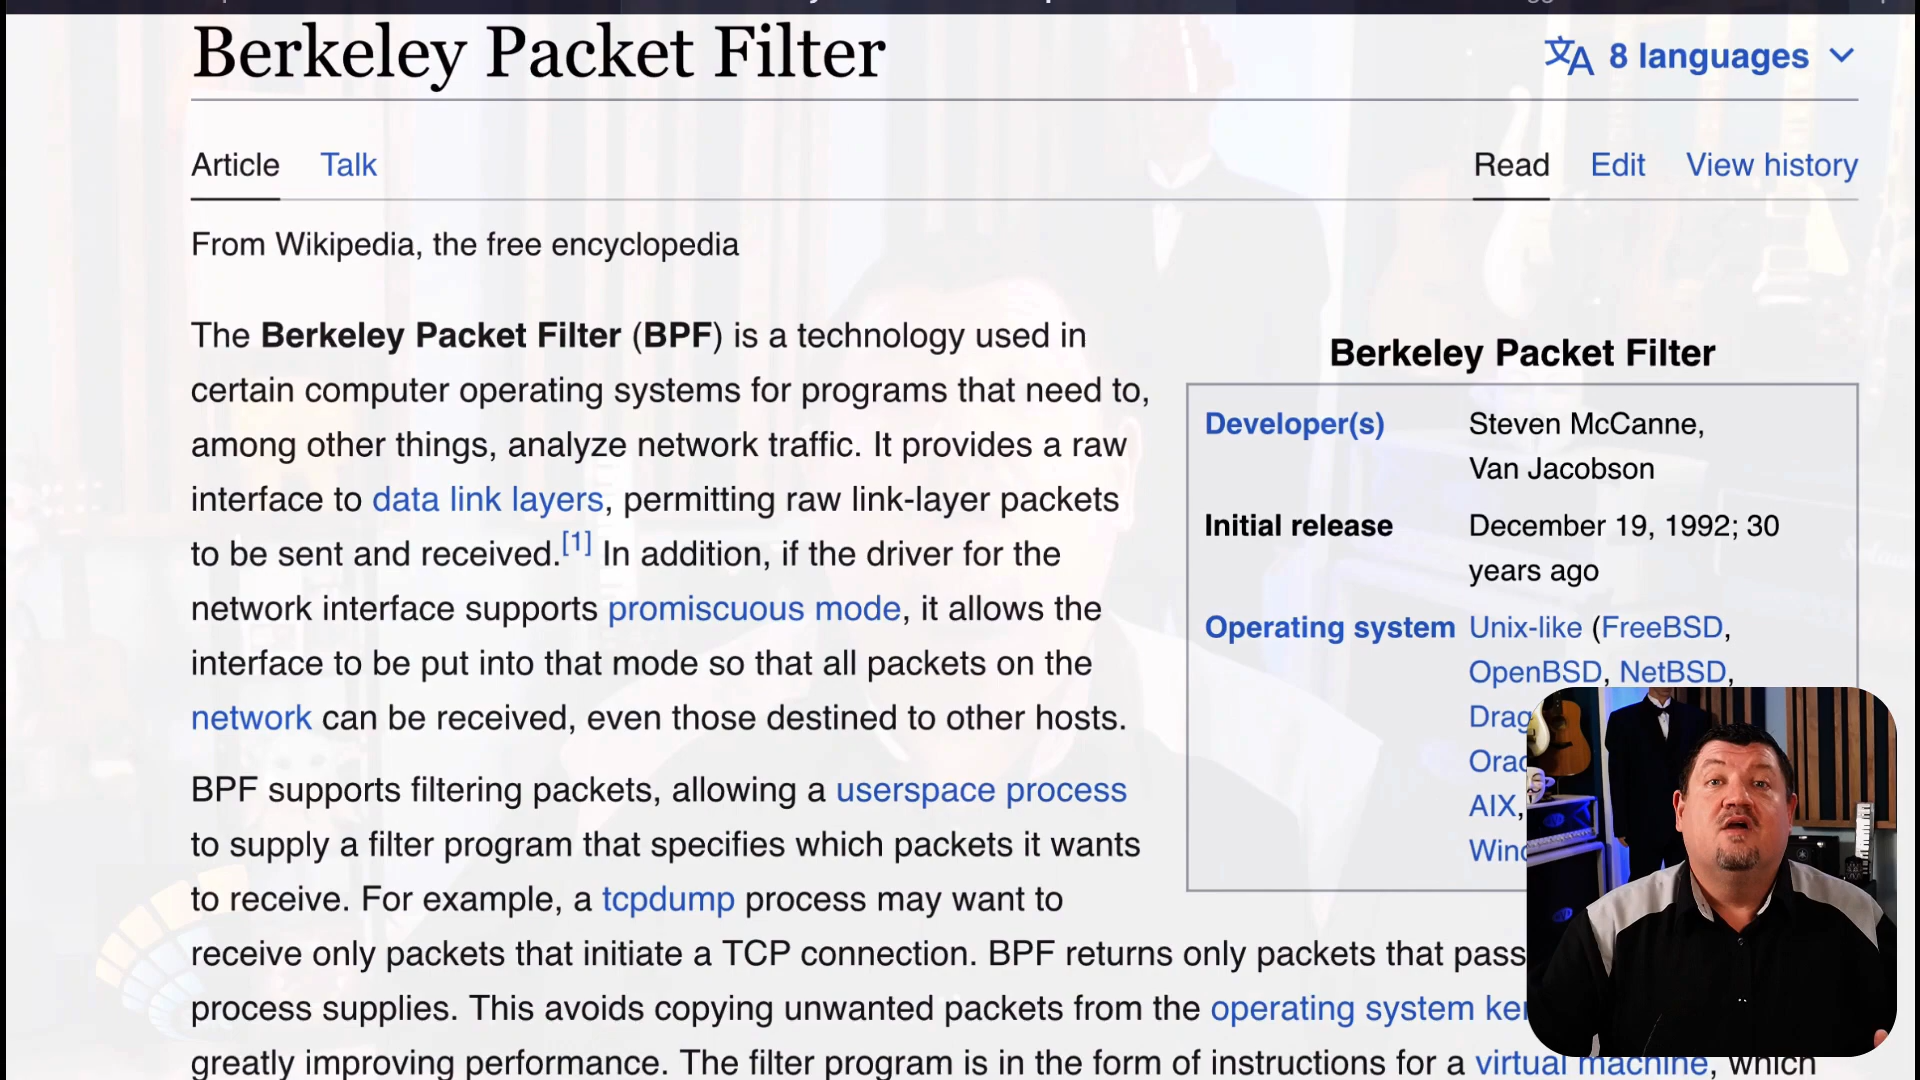 Berkeley Packet Filter
8 languages
Article Talk
Read Edit View history
From Wikipedia, the free encyclopedia
The Berkeley Packet Filter (BPF) is a technology used in
certain computer operating systems for programs that need to,
among other things, analyze network traffic. It provides a raw
interface to data link layers, permitting raw link-layer packets
to be sent and received.[1] In addition, if the driver for the
network interface supports promiscuous mode, it allows the
interface to be put into that mode so that all packets on the
network can be received, even those destined to other hosts.
BPF supports filtering packets, allowing a userspace process
to supply a filter program that specifies which packets it wants
to receive. For example, a tcpdump process may want to
receive only packets that initiate a TCP connection. BPF returns only packets that pass
process supplies. This avoids copying unwanted packets from the operating system
greatly improving performance. The filter program is in the form of instructions for a virtual machine, which
Berkeley Packet Filter
Developer(s) Steven McCanne,
Van Jacobson
Initial release December 19, 1992; 30
years ago
Operating system Unix-like (FreeBSD,
OpenBSD, NetBSD,
AIX,